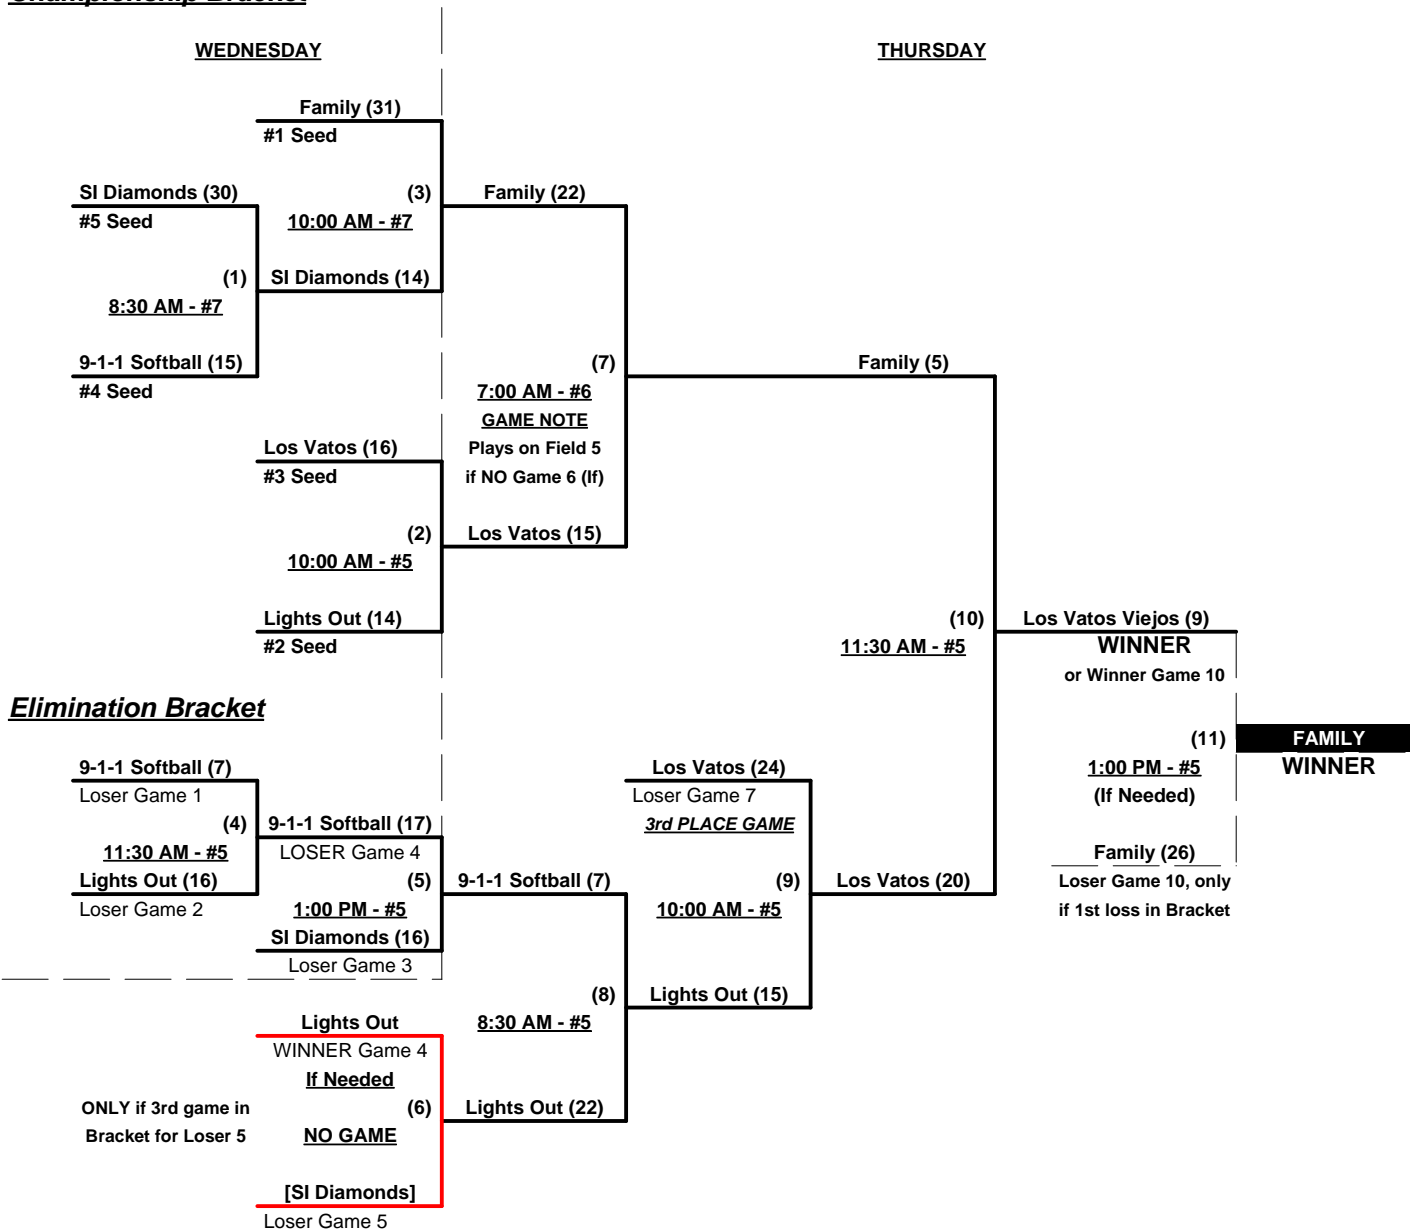 Championship Bracket
WEDNESDAY
THURSDAY
Family (31)
#1 Seed
SI Diamonds (30)
(3)
Family (22)
#5 Seed
10:00 AM - #7
(1)
SI Diamonds (14)
8:30 AM - #7
9-1-1 Softball (15)
(7)
Family (5)
#4 Seed
7:00 AM - #6
GAME NOTE
Los Vatos (16)
Plays on Field 5
#3 Seed
if NO Game 6 (If)
(2)
Los Vatos (15)
10:00 AM - #5
Lights Out (14)
(10)
Los Vatos Viejos (9)
#2 Seed
11:30 AM - #5
WINNER
or Winner Game 10
Elimination Bracket
(11)
FAMILY
9-1-1 Softball (7)
Los Vatos (24)
1:00 PM - #5
WINNER
Loser Game 1
Loser Game 7
(If Needed)
(4)
9-1-1 Softball (17)
3rd PLACE GAME
11:30 AM - #5
LOSER Game 4
Family (26)
Lights Out (16)
(5)
9-1-1 Softball (7)
(9)
Los Vatos (20)
Loser Game 10, only
Loser Game 2
1:00 PM - #5
10:00 AM - #5
if 1st loss in Bracket
SI Diamonds (16)
Loser Game 3
(8)
Lights Out (15)
Lights Out
8:30 AM - #5
WINNER Game 4
If Needed
ONLY if 3rd game in
(6)
Lights Out (22)
Bracket for Loser 5
NO GAME
[SI Diamonds]
Loser Game 5